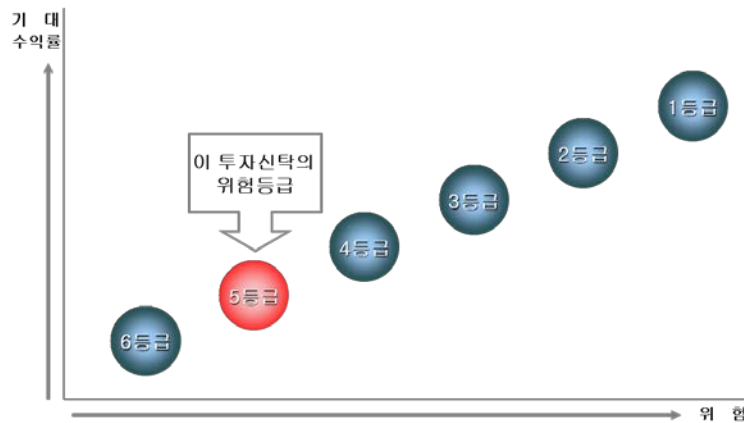 기 대
수익률
1등급
2등급
이 투자신탁의
위험등급
3등급
4등급
5등급
6등급
위 험